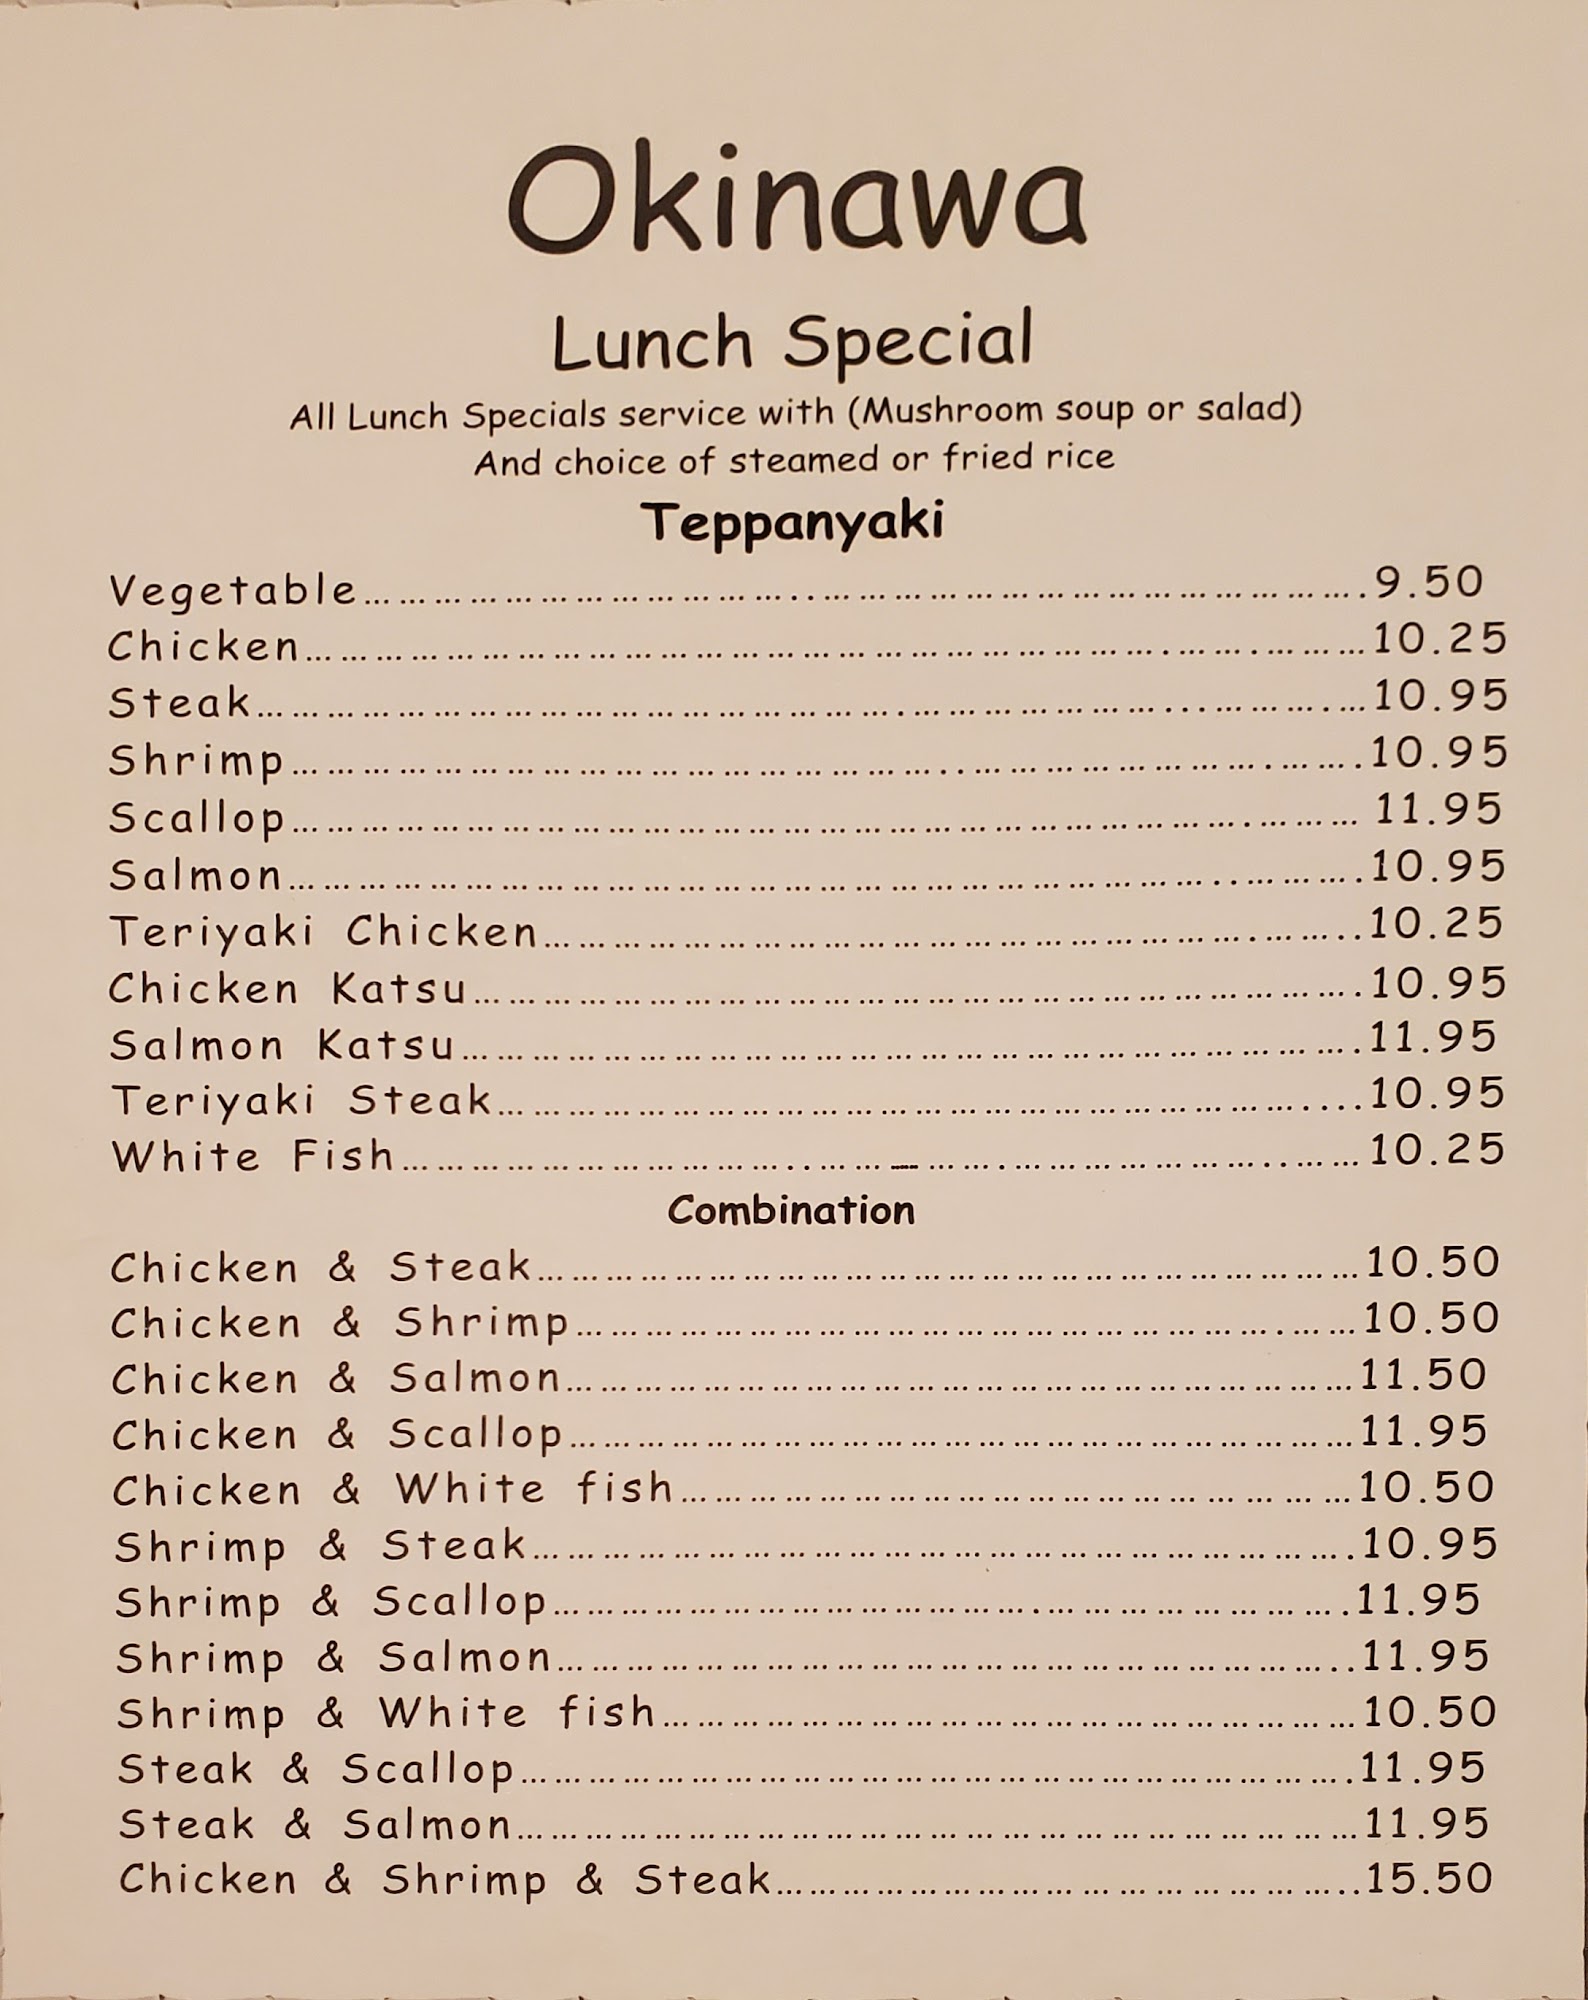 Okinawa
Lunch Special
All Lunch Specials service with (Mushroom soup or salad)
And choice of steamed or fried rice
Teppanyaki
Vegetable 9.50
Chicken 10.25
Steak 10.95
Shrimp 10.95
Scallop 11.95
Salmon 10.95
Teriyaki Chicken 10.25
Chicken Katsu 10.95
Salmon Katsu 11.95
Teriyaki Steak 10.95
White Fish 10.25
Combination
Chicken & Steak 10.50
Chicken & Shrimp 10.50
Chicken & Salmon 11.50
Chicken & Scallop 11.95
Chicken & White fish 10.50
Shrimp & Steak 10.95
Shrimp & Scallop 11.95
Shrimp & Salmon 11.95
Shrimp & White fish 10.50
Steak & Scallop 11.95
Steak & Salmon 11.95
Chicken & Shrimp & Steak 15.50